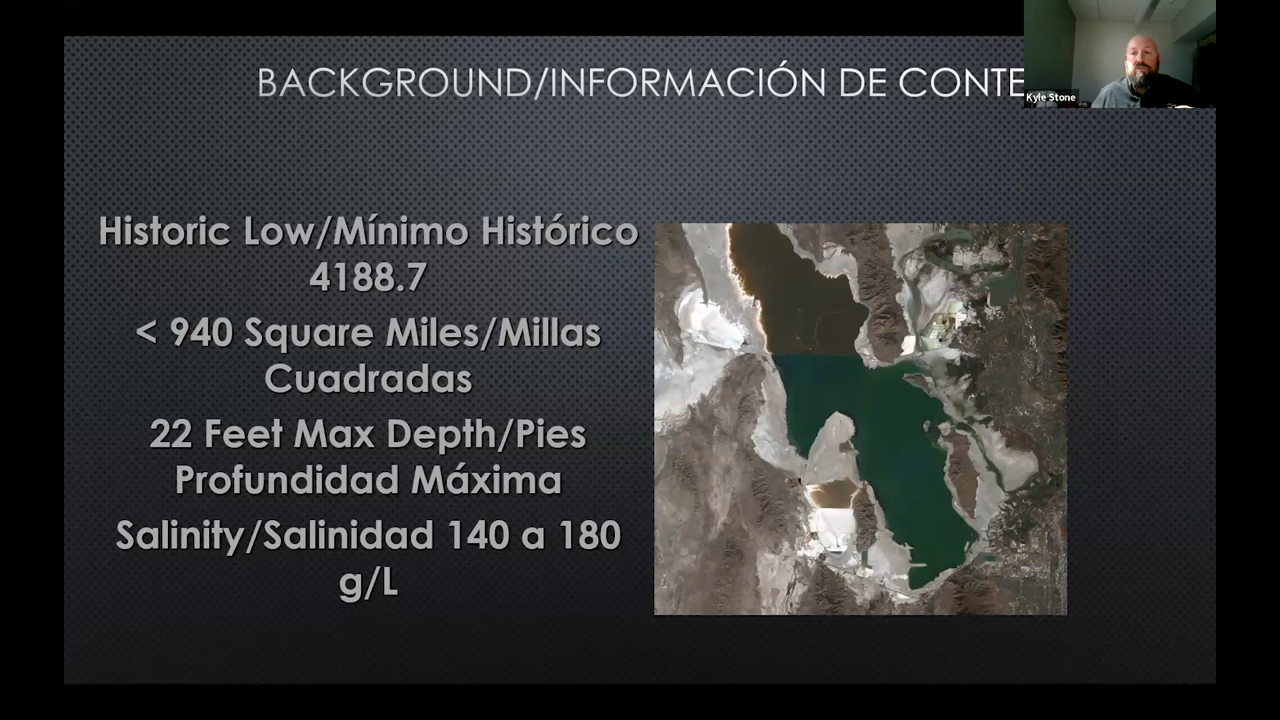 BACKGROUND/INFORMACIÓN DE CONTE
Kyle Stone
Historic Low/Mínimo Histórico
4188.7
< 940 Square Miles/Millas
Cuadradas
22 Feet Max Depth/Pies
Profundidad Máxima
Salinity/Salinidad 140 a 180
g/L